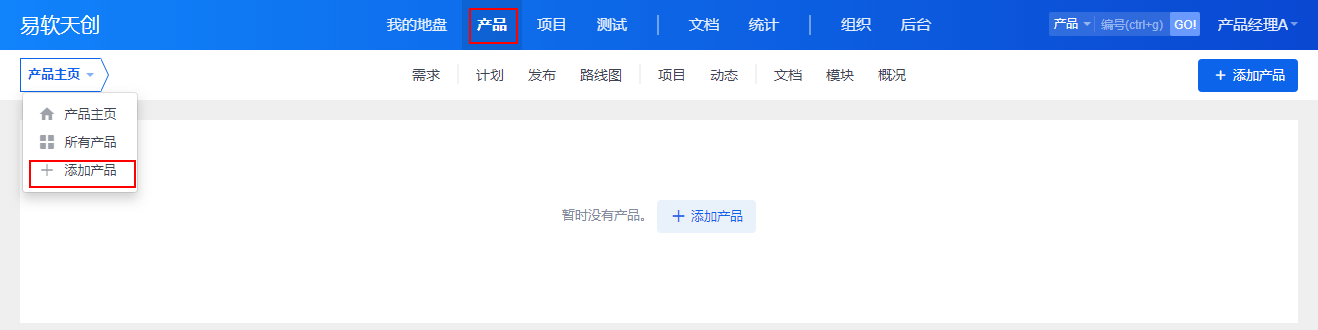 易软天创 我的地盘 产品 项目 测试 文档 统计 组织 后台 产品 编号(ctrl+g) GO! 产品经理A
产品主页 需求 计划 发布 路线图 项目 动态 文档 模块 概况 添加产品
产品主页
所有产品
添加产品
暂时没有产品。 添加产品